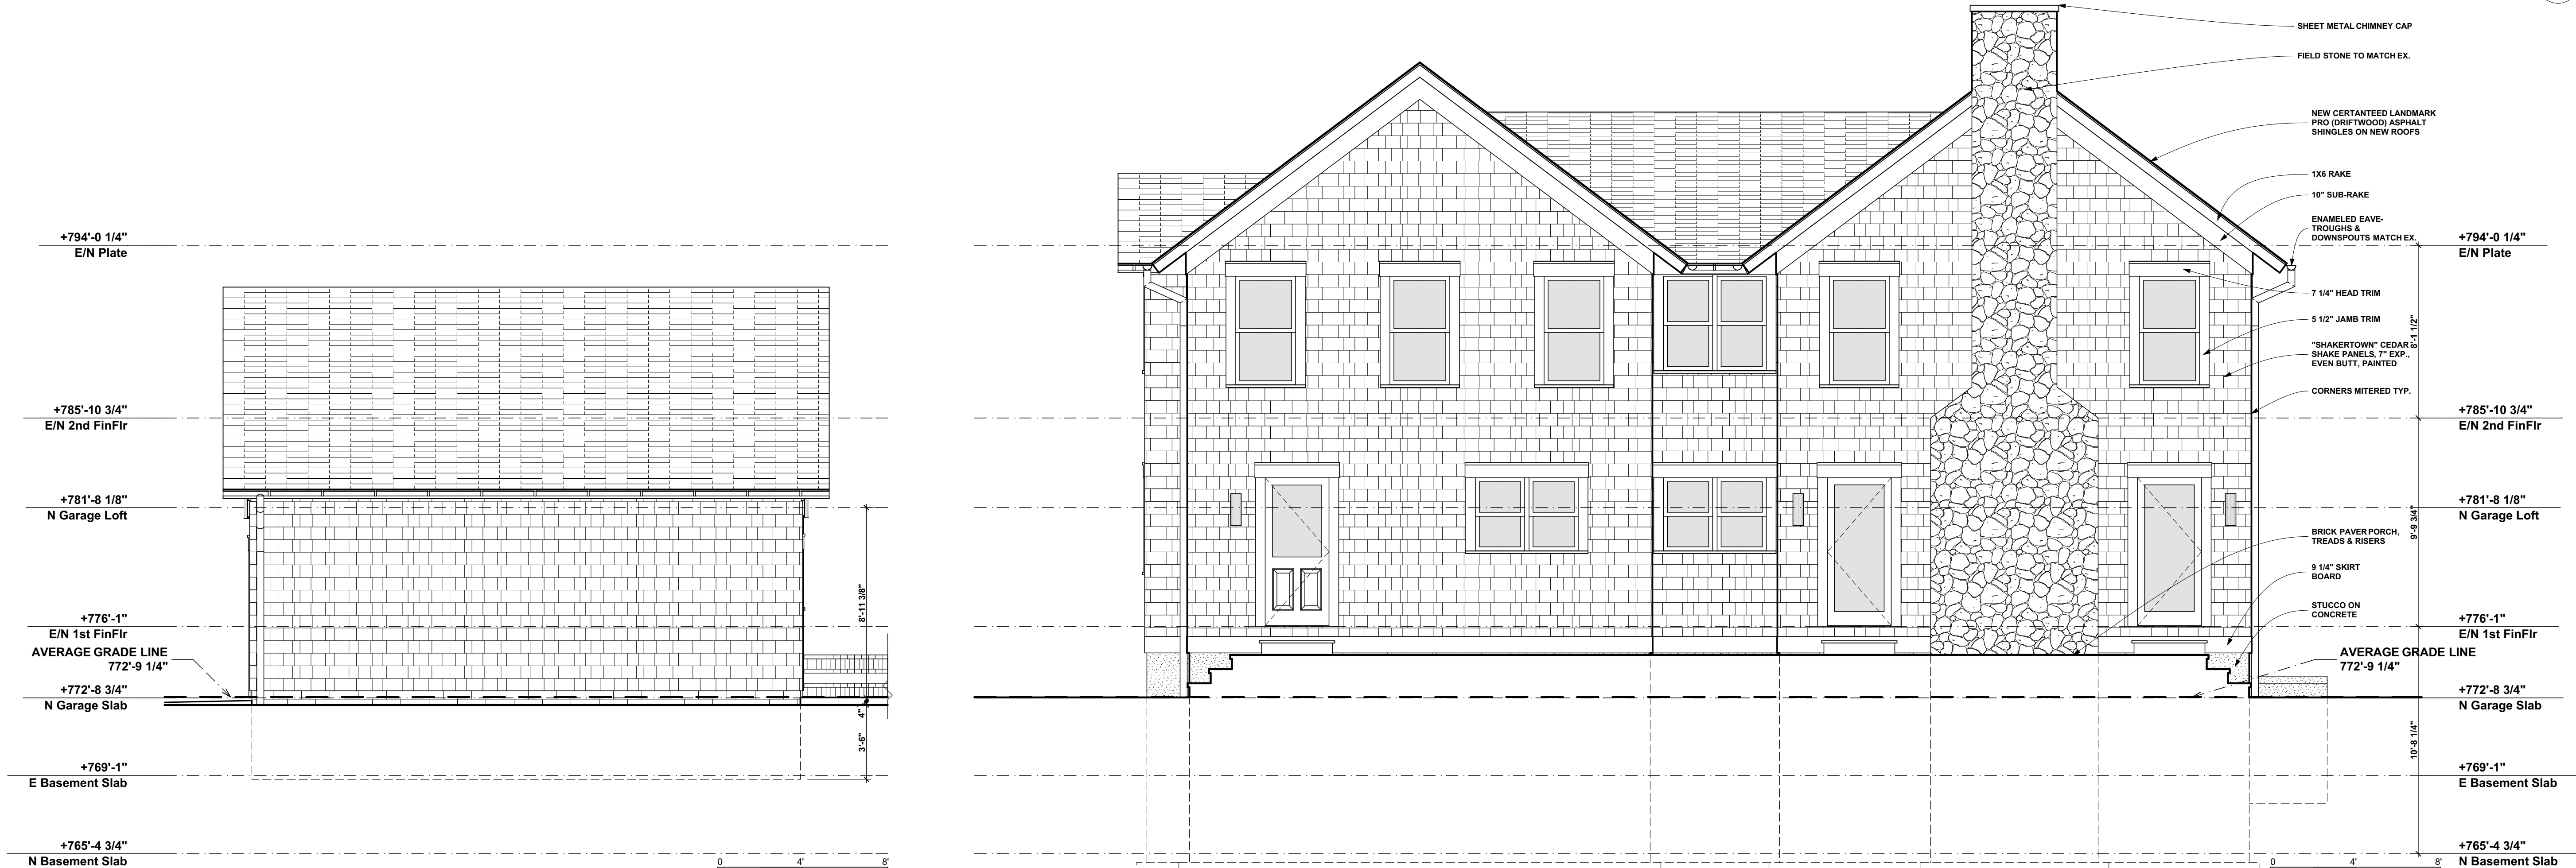 +794'-0 1/4"
E/N Plate
+785'-10 3/4"
E/N 2nd FinFlr
+781'-8 1/8"
N Garage Loft
+776'-1"
E/N 1st FinFlr
AVERAGE GRADE LINE
772'-9 1/4"
+772'-8 3/4"
N Garage Slab
+769'-1"
E Basement Slab
+765'-4 3/4"
N Basement Slab
8'-11 3/8"
4"
3'-6"
0 4' 8'
SHEET METAL CHIMNEY CAP
FIELD STONE TO MATCH EX.
NEW CERTANTEED LANDMARK
PRO (DRIFTWOOD) ASPHALT
SHINGLES ON NEW ROOFS
1X6 RAKE
10" SUB-RAKE
ENAMELED EAVE-
TROUGHS &
DOWNSPOUTS MATCH EX.
7 1/4" HEAD TRIM
5 1/2" JAMB TRIM
"SHAKERTOWN" CEDAR
SHAKE PANELS, 7" EXP.,
EVEN BUTT, PAINTED
CORNERS MITERED TYP.
BRICK PAVER PORCH,
TREADS & RISERS
9 1/4" SKIRT
BOARD
STUCCO ON
CONCRETE
8'-1 1/2"
9'-9 3/4"
10'-8 1/4"
+794'-0 1/4"
E/N Plate
+785'-10 3/4"
E/N 2nd FinFlr
+781'-8 1/8"
N Garage Loft
+776'-1"
E/N 1st FinFlr
AVERAGE GRADE LINE
772'-9 1/4"
+772'-8 3/4"
N Garage Slab
+769'-1"
E Basement Slab
+765'-4 3/4"
N Basement Slab
0 4' 8'